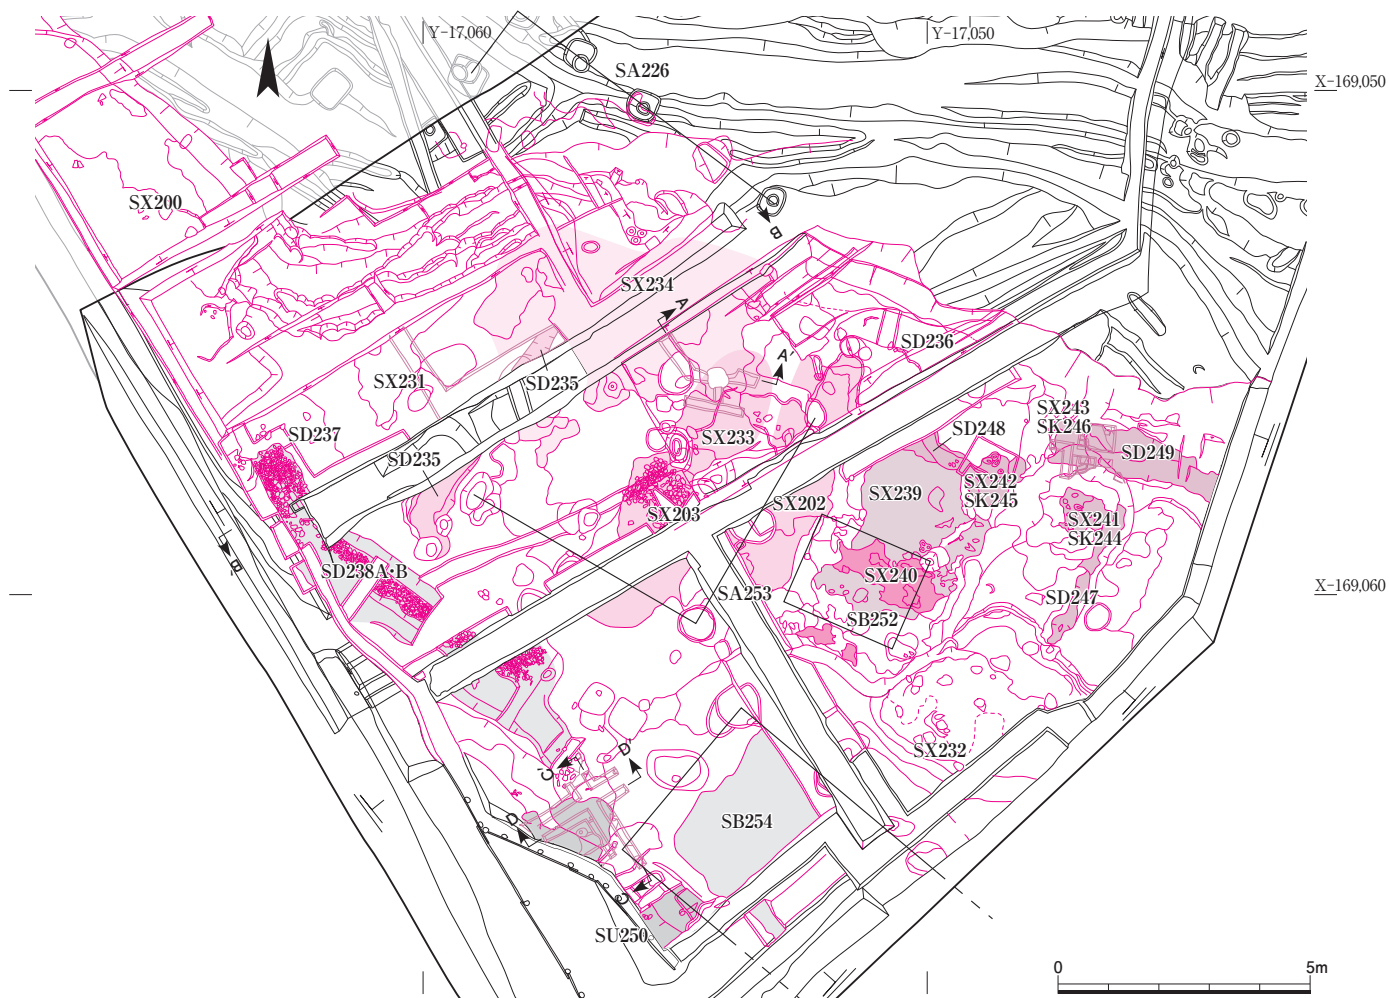 Y-17,060
Y-17,050
SA226
X-169,050
SX200
B
SX234
A
SD236
A'
SX231
SD235
SX243
SK246
SD237
SX233
SD248
SD249
SD235
SX242
SK245
SX239
SX202
SX203
SX241
SK244
B'
SD238A·B
SX240
SA253
SD247
X-169,060
SB252
SX232
D'
C'
D
SB254
C
SU250
0
5m